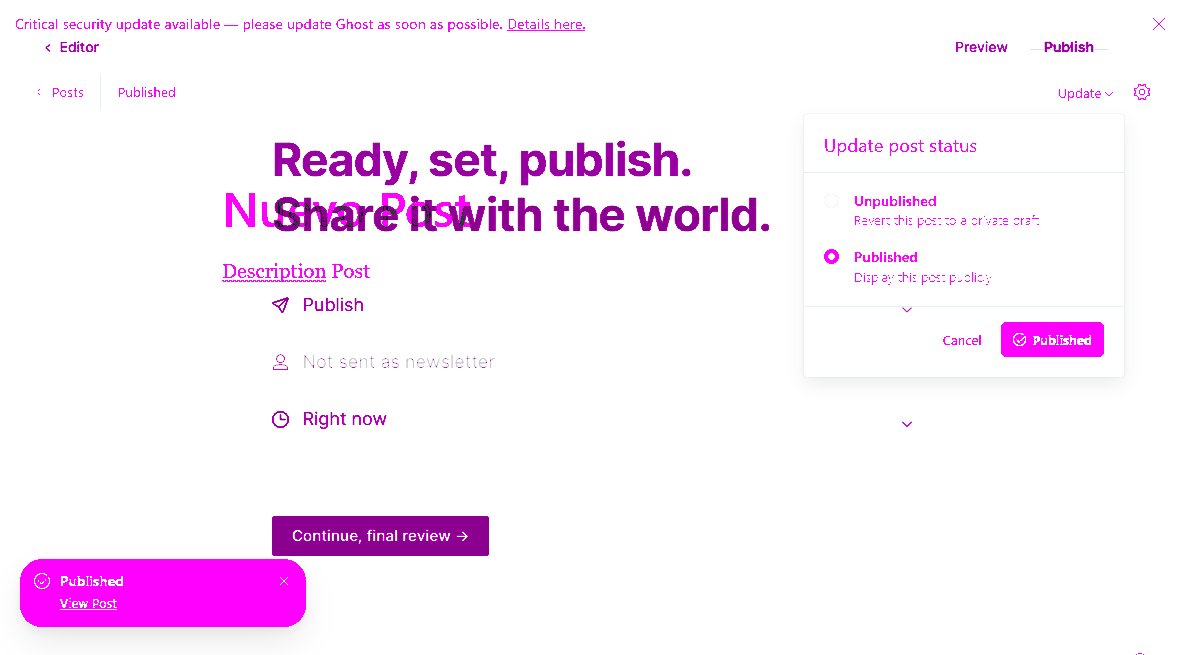 Critical security update available — please update Ghost as soon as possible. Details here.
Editor
Preview
Publish
Posts
Published
Update
Ready, set, publish.
Nuevo Post
Share it with the world.
Description Post
Publish
Not sent as newsletter
Right now
Continue, final review →
Update post status
Unpublished
Revert this post to a private draft
Published
Display this post publicly
Cancel
Published
Published
View Post